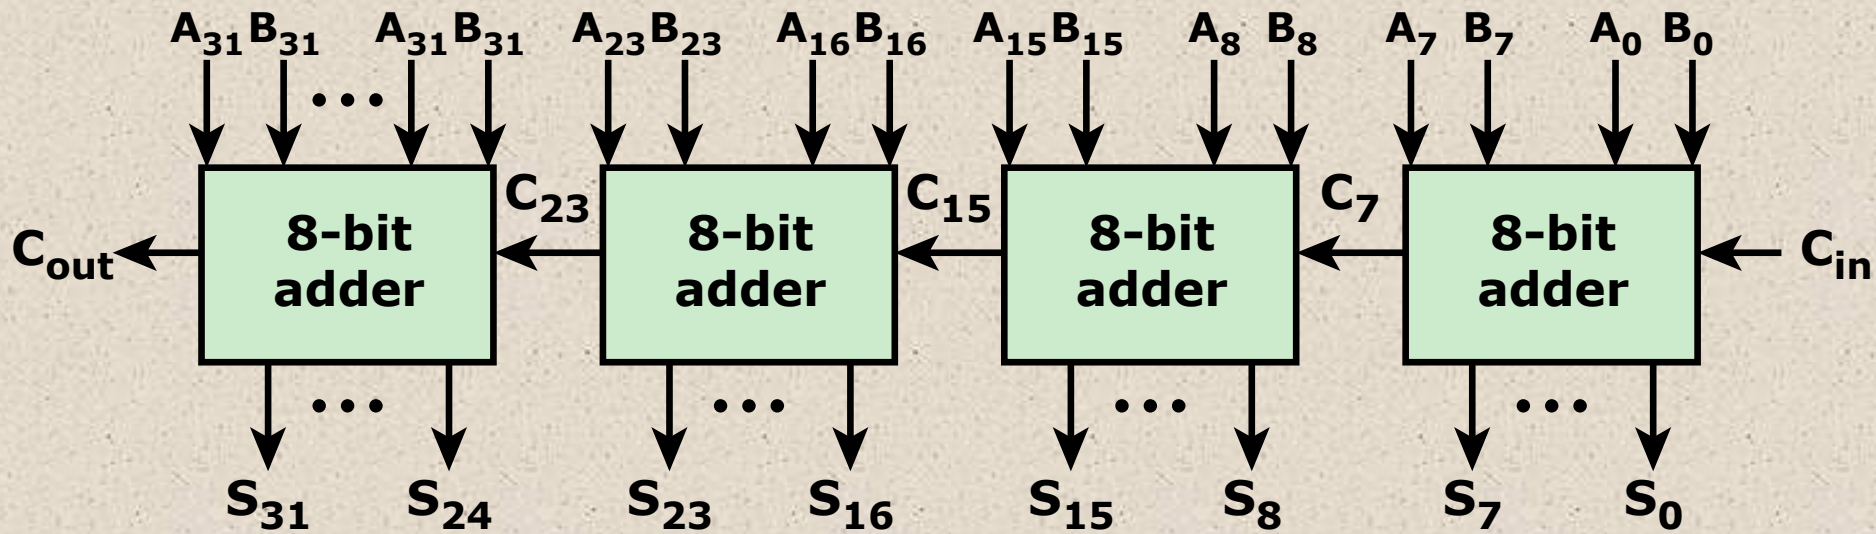 A31 B31 A31 B31 A23 B23 A16 B16 A15 B15 A8 B8 A7 B7 A0 B0
C23 C15 C7
8-bit 8-bit 8-bit 8-bit
Cout Cin
adder adder adder adder
S31 S24 S23 S16 S15 S8 S7 S0